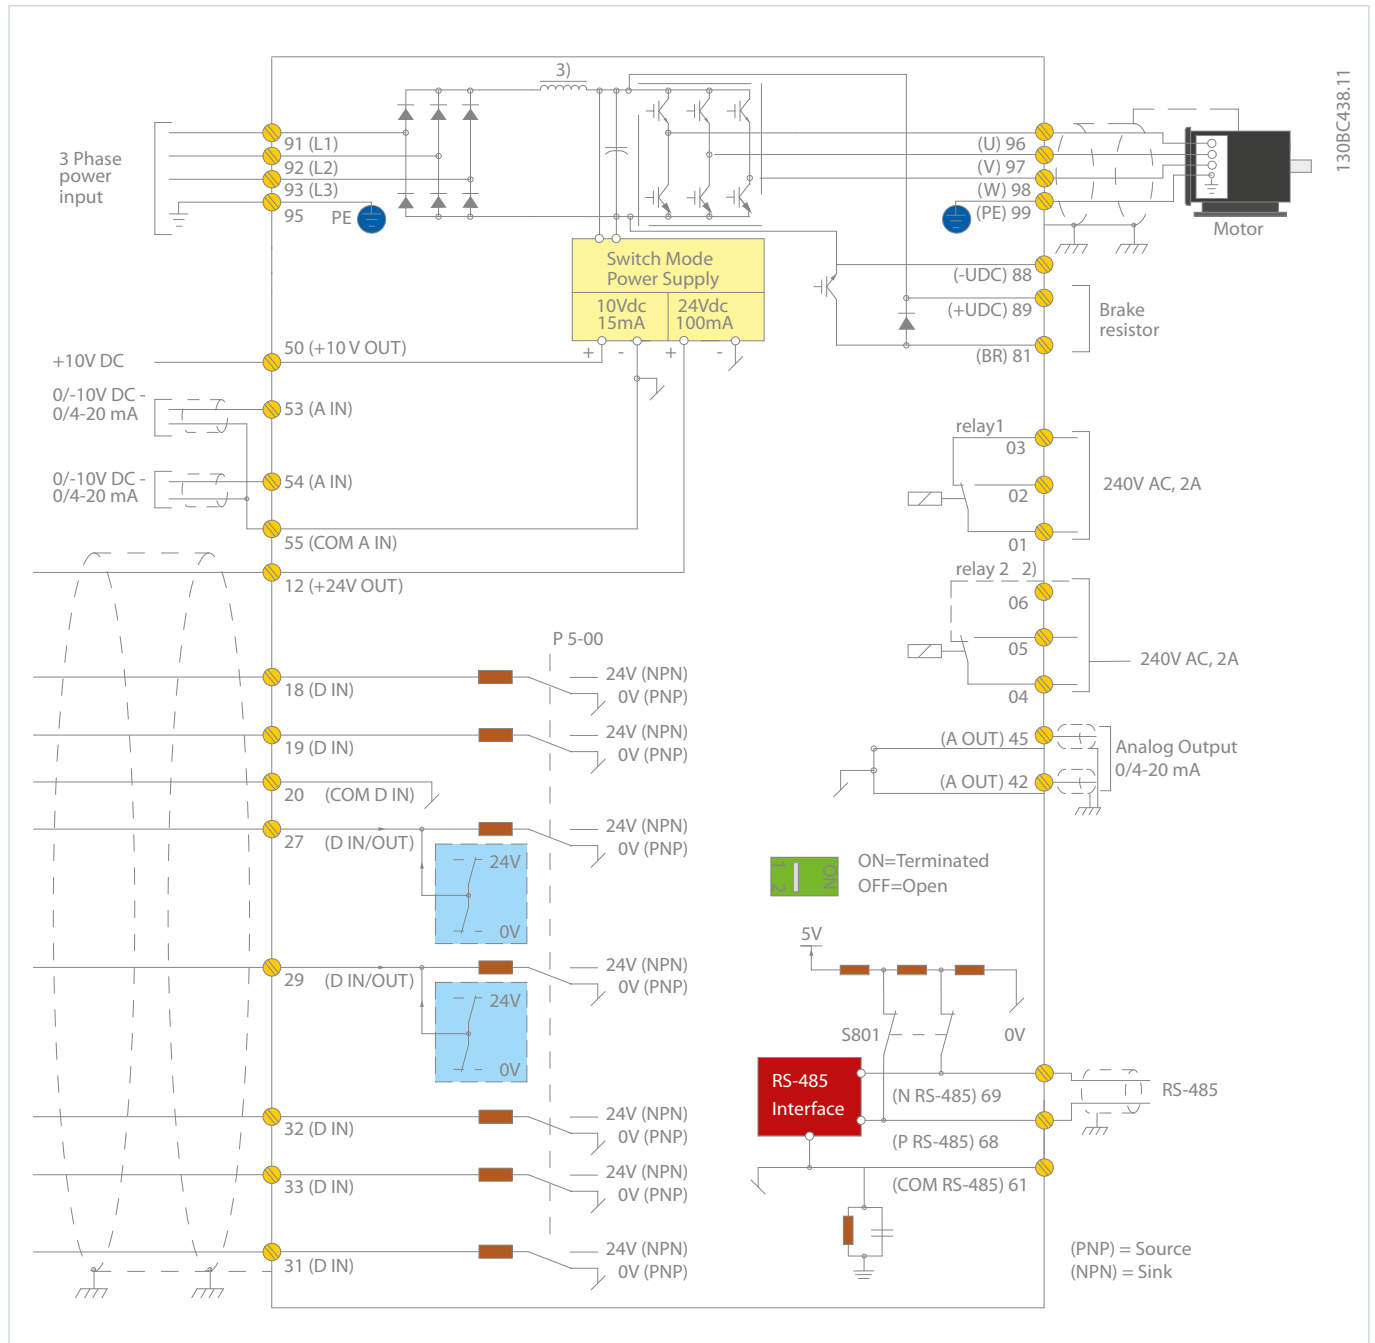 130BC438.11
3)
3 Phase
power
input
91 (L1)
92 (L2)
93 (L3)
95
PE
(U) 96
(V) 97
(W) 98
(PE) 99
Motor
Switch Mode
Power Supply
10Vdc
15mA
24Vdc
100mA
+ - + -
(-UDC) 88
(+UDC) 89
(BR) 81
Brake
resistor
+10V DC
50 (+10 V OUT)
0/-10V DC -
0/4-20 mA
53 (A IN)
0/-10V DC -
0/4-20 mA
54 (A IN)
55 (COM A IN)
12 (+24V OUT)
relay1
03
02
01
240V AC, 2A
relay 2 2)
06
05
04
240V AC, 2A
P 5-00
18 (D IN)
24V (NPN)
0V (PNP)
19 (D IN)
24V (NPN)
0V (PNP)
20 (COM D IN)
27 (D IN/OUT)
24V (NPN)
0V (PNP)
24V
0V
29 (D IN/OUT)
24V (NPN)
0V (PNP)
24V
0V
32 (D IN)
24V (NPN)
0V (PNP)
33 (D IN)
24V (NPN)
0V (PNP)
31 (D IN)
24V (NPN)
0V (PNP)
(A OUT) 45
(A OUT) 42
Analog Output
0/4-20 mA
1 2
ON
ON=Terminated
OFF=Open
5V
S801
0V
RS-485
Interface
(N RS-485) 69
(P RS-485) 68
(COM RS-485) 61
RS-485
(PNP) = Source
(NPN) = Sink